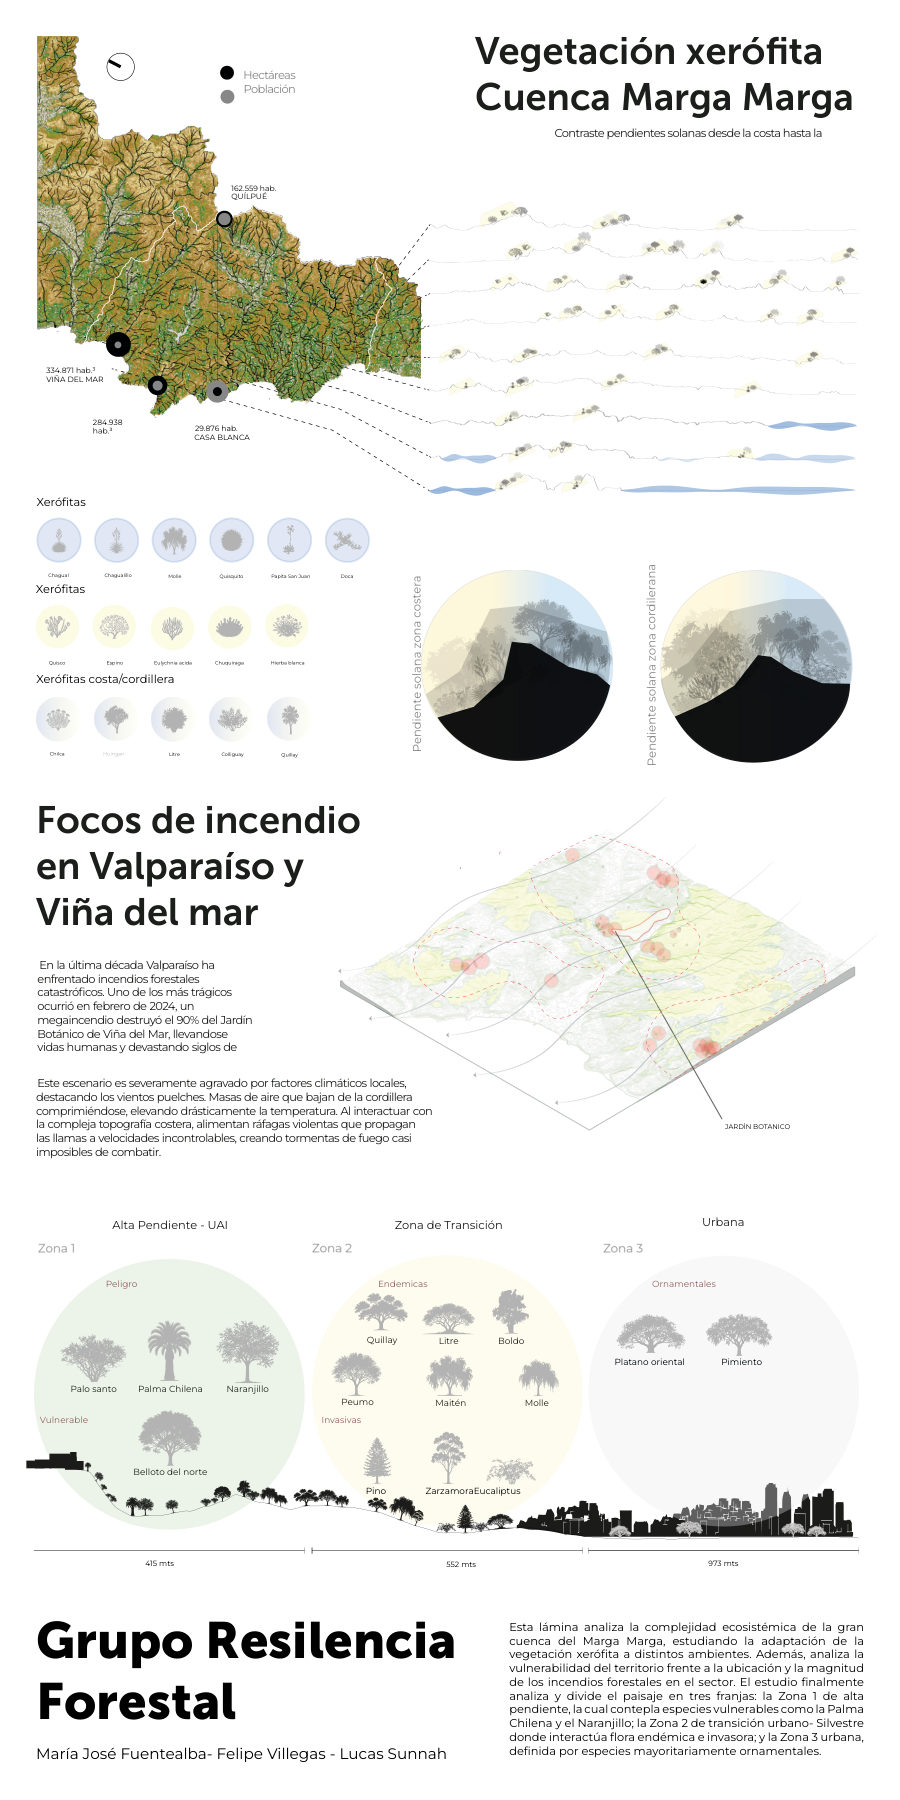 Vegetación xerófita
Cuenca Marga Marga
Contraste pendientes solanas desde la costa hasta la
Hectáreas
Población
162.559 hab.
QUILPUÉ
334.871 hab.³
VIÑA DEL MAR
284.938
hab.⁸
29.876 hab.
CASA BLANCA
Xerófitas
Chagual
Chagualillo
Molle
Quisquito
Papita San Juan
Doca
Xerófitas
Quisco
Espino
Eulychnia acida
Chuquiraga
Hierba blanca
Xerófitas costa/cordillera
Chilca
Huingan
Litre
Colliguay
Quillay
Pendiente solana zona costera
Pendiente solana zona cordillerana
Focos de incendio
en Valparaíso y
Viña del mar
En la última década Valparaíso ha
enfrentado incendios forestales
catastróficos. Uno de los más trágicos
ocurrió en febrero de 2024, un
megaincendio destruyó el 90% del Jardín
Botánico de Viña del Mar, llevandose
vidas humanas y devastando siglos de
Este escenario es severamente agravado por factores climáticos locales,
destacando los vientos puelches. Masas de aire que bajan de la cordillera
comprimiéndose, elevando drásticamente la temperatura. Al interactuar con
la compleja topografía costera, alimentan ráfagas violentas que propagan
las llamas a velocidades incontrolables, creando tormentas de fuego casi
imposibles de combatir.
JARDÍN BOTANICO
Alta Pendiente - UAI
Zona de Transición
Urbana
Zona 1
Zona 2
Zona 3
Peligro
Palo santo
Palma Chilena
Naranjillo
Vulnerable
Belloto del norte
Endemicas
Quillay
Litre
Boldo
Peumo
Maitén
Molle
Invasivas
Pino
Zarzamora
Eucaliptus
Ornamentales
Platano oriental
Pimiento
415 mts
552 mts
973 mts
Grupo Resilencia
Forestal
María José Fuentealba- Felipe Villegas - Lucas Sunnah
Esta lámina analiza la complejidad ecosistémica de la gran
cuenca del Marga Marga, estudiando la adaptación de la
vegetación xerófita a distintos ambientes. Además, analiza la
vulnerabilidad del territorio frente a la ubicación y la magnitud
de los incendios forestales en el sector. El estudio finalmente
analiza y divide el paisaje en tres franjas: la Zona 1 de alta
pendiente, la cual contepla especies vulnerables como la Palma
Chilena y el Naranjillo; la Zona 2 de transición urbano- Silvestre
donde interactúa flora endémica e invasora; y la Zona 3 urbana,
definida por especies mayoritariamente ornamentales.